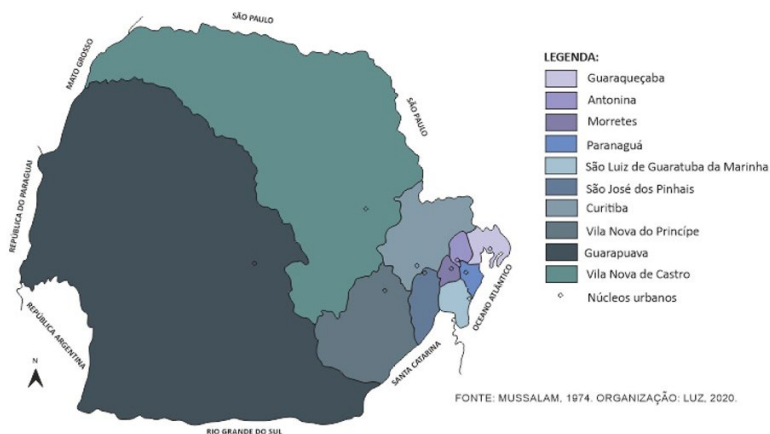 SÃO PAULO
MATO GROSSO
SÃO PAULO
REPÚBLICA DO PARAGUAI
REPÚBLICA ARGENTINA
N
SANTA CATARINA
OCEANO ATLÂNTICO
RIO GRANDE DO SUL
LEGENDA:
Guaraqueçaba
Antonina
Morretes
Paranaguá
São Luiz de Guaratuba da Marinha
São José dos Pinhais
Curitiba
Vila Nova do Princípe
Guarapuava
Vila Nova de Castro
Núcleos urbanos
FONTE: MUSSALAM, 1974. ORGANIZAÇÃO: LUZ, 2020.